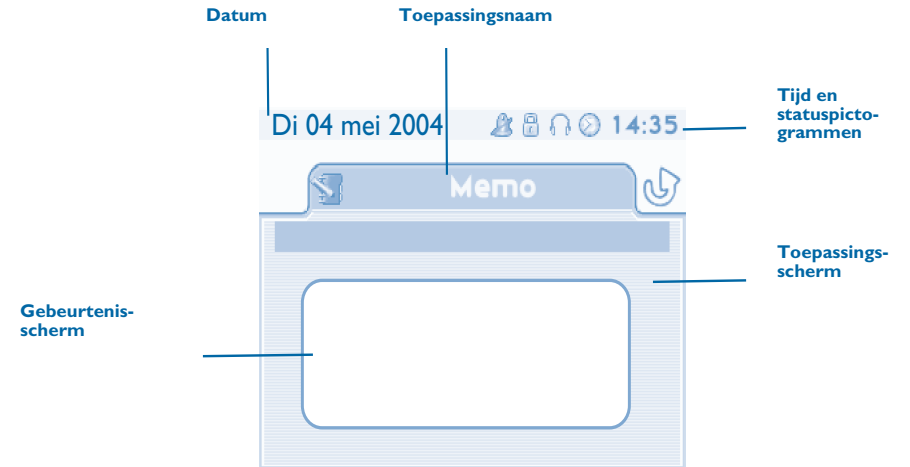 Datum
Toepassingsnaam
Di 04 mei 2004
14:35
Tijd en
statuspicto-
grammen
Memo
Toepassings-
scherm
Gebeurtenis-
scherm